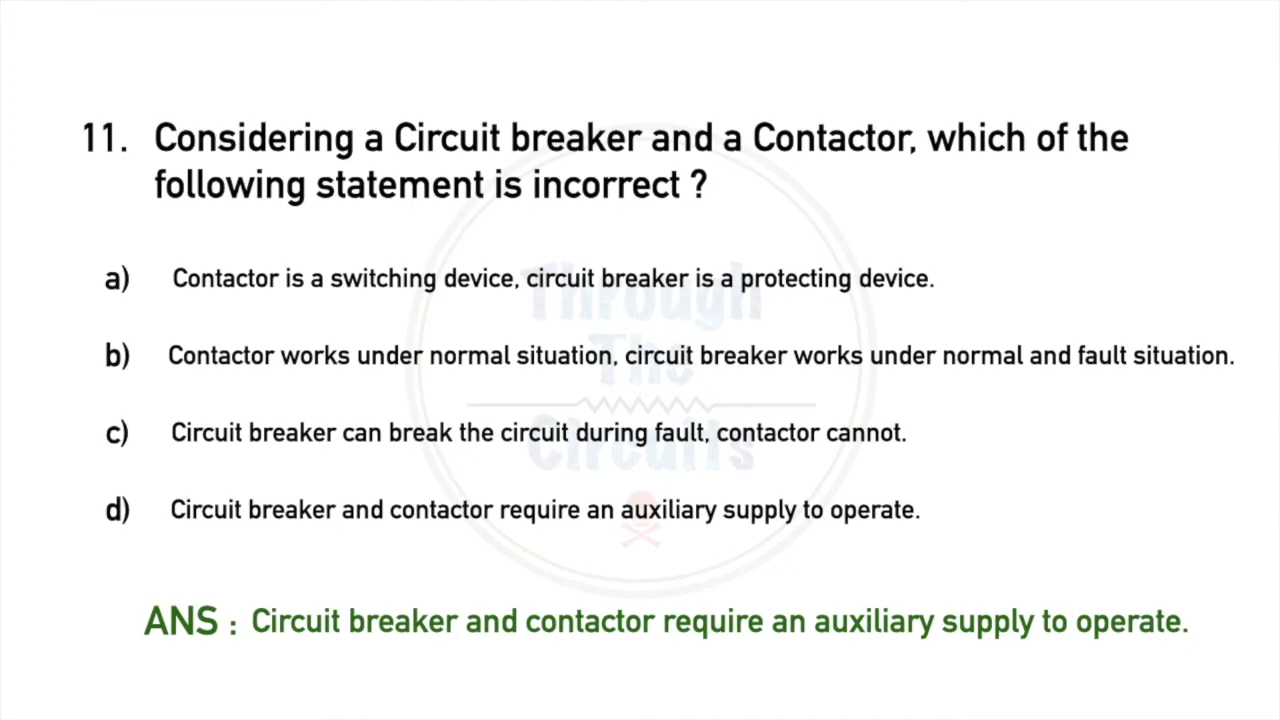 11. Considering a Circuit breaker and a Contactor, which of the
following statement is incorrect ?
a) Contactor is a switching device, circuit breaker is a protecting device.
b) Contactor works under normal situation, circuit breaker works under normal and fault situation.
c) Circuit breaker can break the circuit during fault, contactor cannot.
d) Circuit breaker and contactor require an auxiliary supply to operate.
ANS : Circuit breaker and contactor require an auxiliary supply to operate.
Through
The
Circuits